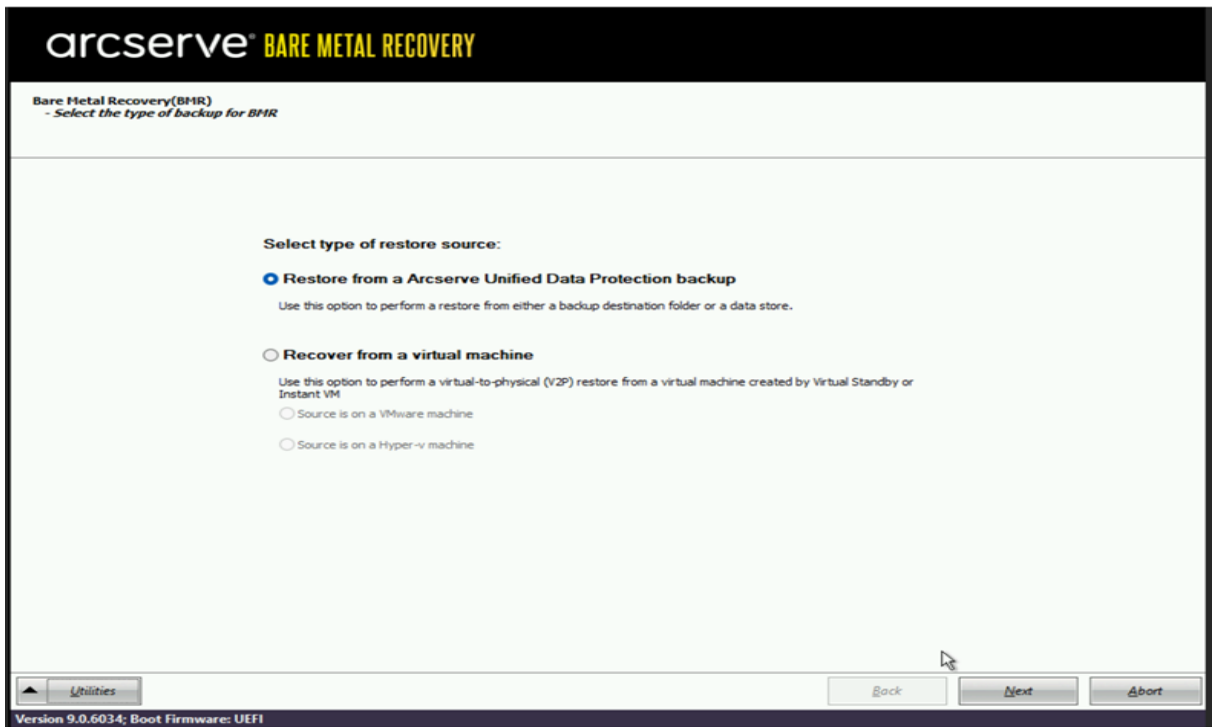 arcserve® BARE METAL RECOVERY
Bare Metal Recovery(BMR)
- Select the type of backup for BMR
Select type of restore source:
Restore from a Arcserve Unified Data Protection backup
Use this option to perform a restore from either a backup destination folder or a data store.
Recover from a virtual machine
Use this option to perform a virtual-to-physical (V2P) restore from a virtual machine created by Virtual Standby or
Instant VM
Source is on a VMware machine
Source is on a Hyper-v machine
Utilities
Back
Next
Abort
Version 9.0.6034; Boot Firmware: UEFI